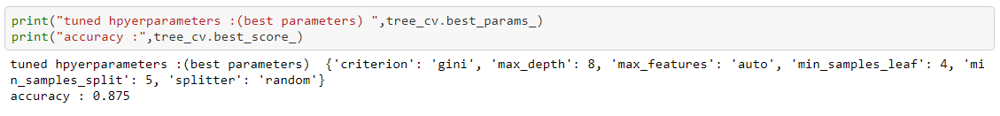 print("tuned hpyerparameters :(best parameters) ",tree_cv.best_params_)
print("accuracy :",tree_cv.best_score_)
tuned hpyerparameters :(best parameters)  {'criterion': 'gini', 'max_depth': 8, 'max_features': 'auto', 'min_samples_leaf': 4, 'mi
n_samples_split': 5, 'splitter': 'random'}
accuracy : 0.875